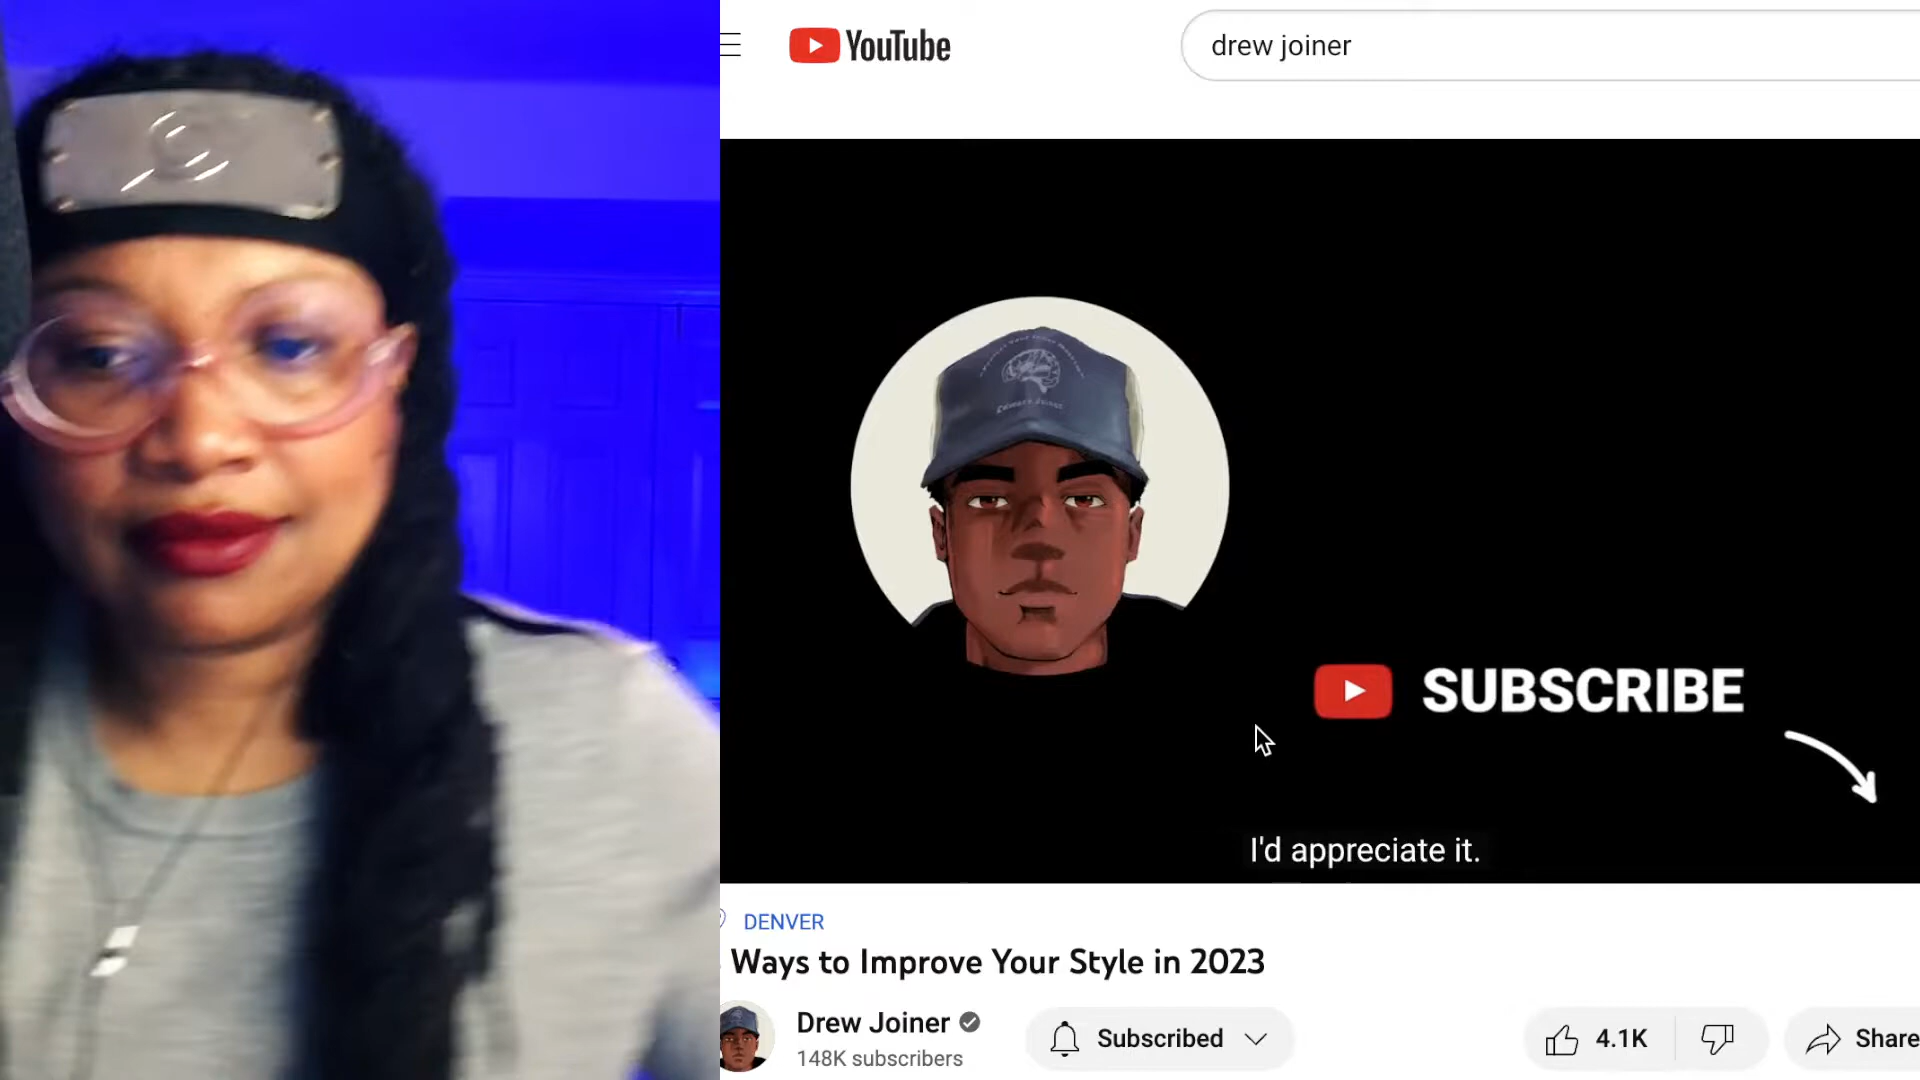 YouTube
drew joiner
SUBSCRIBE
I'd appreciate it.
DENVER
Ways to Improve Your Style in 2023
Drew Joiner
148K subscribers
Subscribed
4.1K
Share